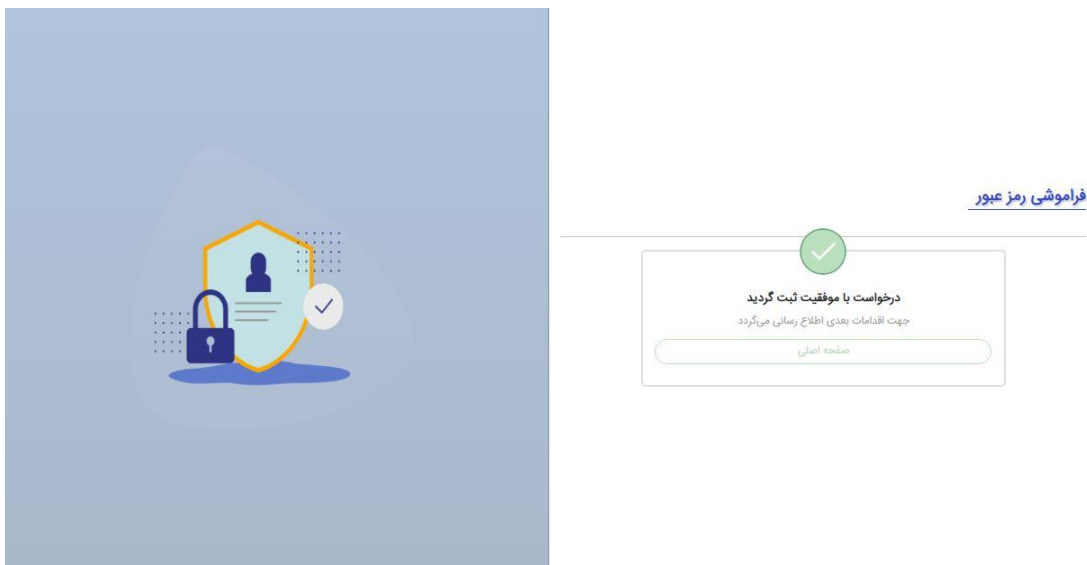 فراموشی رمز عبور
درخواست با موفقیت ثبت گردید
جهت اقدامات بعدی اطلاع رسانی می‌گردد
صفحه اصلی